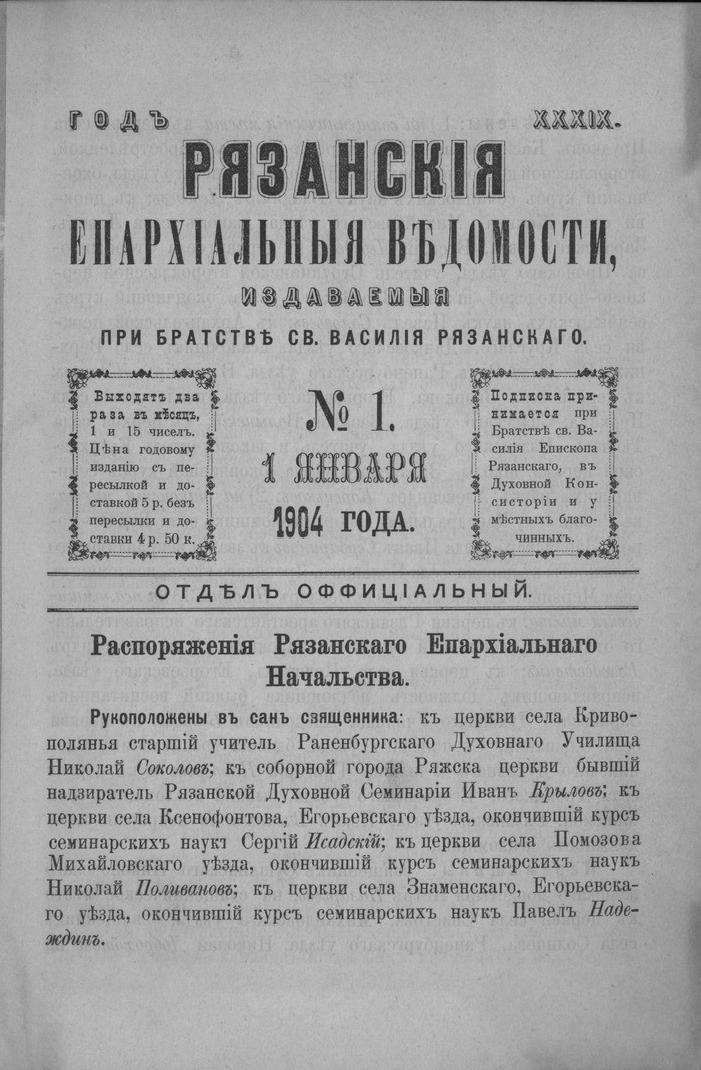 ГОДЪ XXXIX.
РЯЗАНСКІЯ
ЕПАРХІАЛЬНЫЯ ВѢДОМОСТИ,
ИЗДАВАЕМЫЯ
ПРИ БРАТСТВѢ СВ. ВАСИЛІЯ РЯЗАНСКАГО.
Выходятъ два
раза въ мѣсяцъ,
1 и 15 чиселъ.
Цѣна годовому
изданію съ пе-
ресылкой и до-
ставкой 5 р. безъ
пересылки и до-
ставки 4 р. 50 к.
№ 1.
1 ЯНВАРЯ
1904 ГОДА.
Подписка при-
нимается при
Братствѣ св. Ва-
силія Епископа
Рязанскаго, въ
Духовной Кон-
систоріи и у
мѣстныхъ благо-
чинныхъ.
ОТДѢЛЪ ОФФИЦІАЛЬНЫЙ.
Распоряженія Рязанскаго Епархіальнаго
Начальства.
Рукоположены въ санъ священника: къ церкви села Криво-
полянья старшій учитель Раненбургскаго Духовнаго Училища
Николай Соколовъ; къ соборной города Ряжска церкви бывшій
надзиратель Рязанской Духовной Семинаріи Иванъ Крыловъ; къ
церкви села Ксенофонтова, Егорьевскаго уѣзда, окончившій курсъ
семинарскихъ наукъ Сергій Исадскій; къ церкви села Помозова
Михайловскаго уѣзда, окончившій курсъ семинарскихъ наукъ
Николай Поливановъ; къ церкви села Знаменскаго, Егорьевска-
го уѣзда, окончившій курсъ семинарскихъ наукъ Павелъ Наде-
ждинъ.